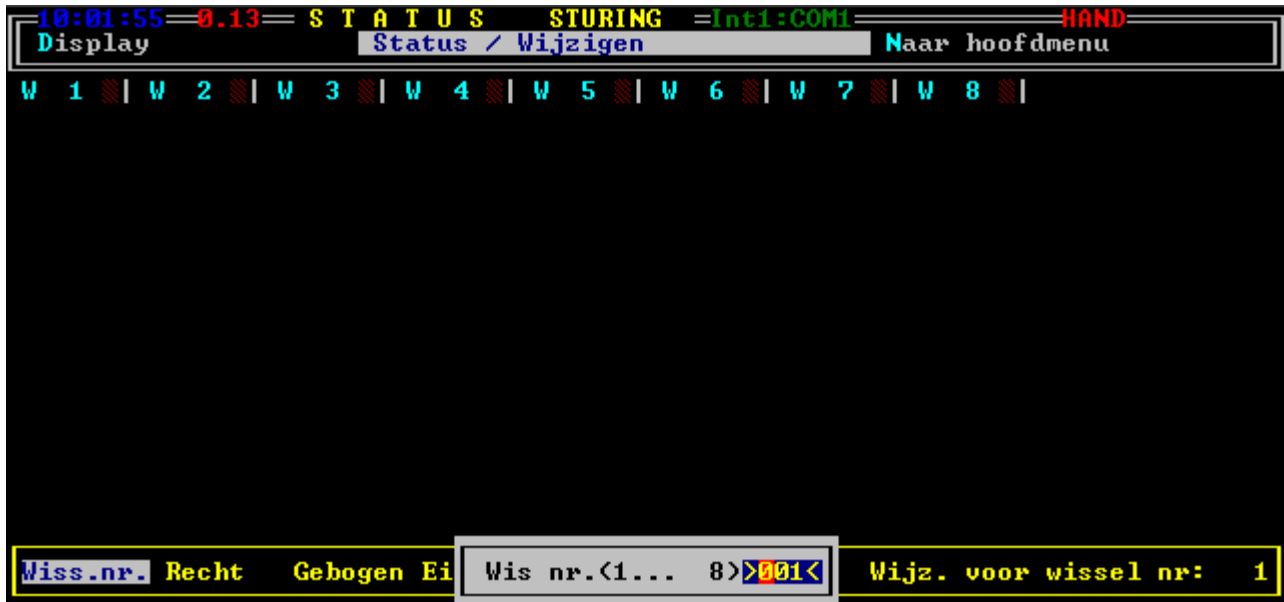 10:01:55 0.13 S T A T U S STURING Int1:COM1 HAND
Display Status / Wijzigen Naar hoofdmenu
W 1 | W 2 | W 3 | W 4 | W 5 | W 6 | W 7 | W 8 |
Wiss.nr. Recht Gebogen Ei Wis nr.(1... 8)>001< Wijz. voor wissel nr: 1